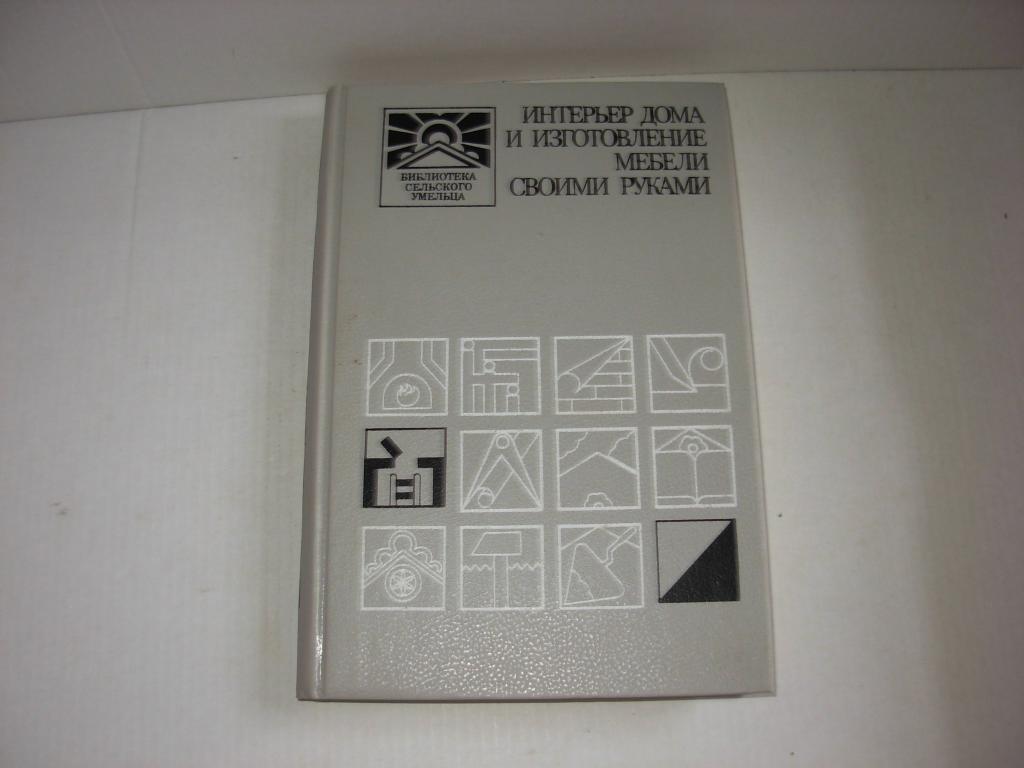 ИНТЕРЬЕР ДОМА
И ИЗГОТОВЛЕНИЕ
МЕБЕЛИ
СВОИМИ РУКАМИ
БИБЛИОТЕКА
СЕЛЬСКОГО
УМЕЛЬЦА